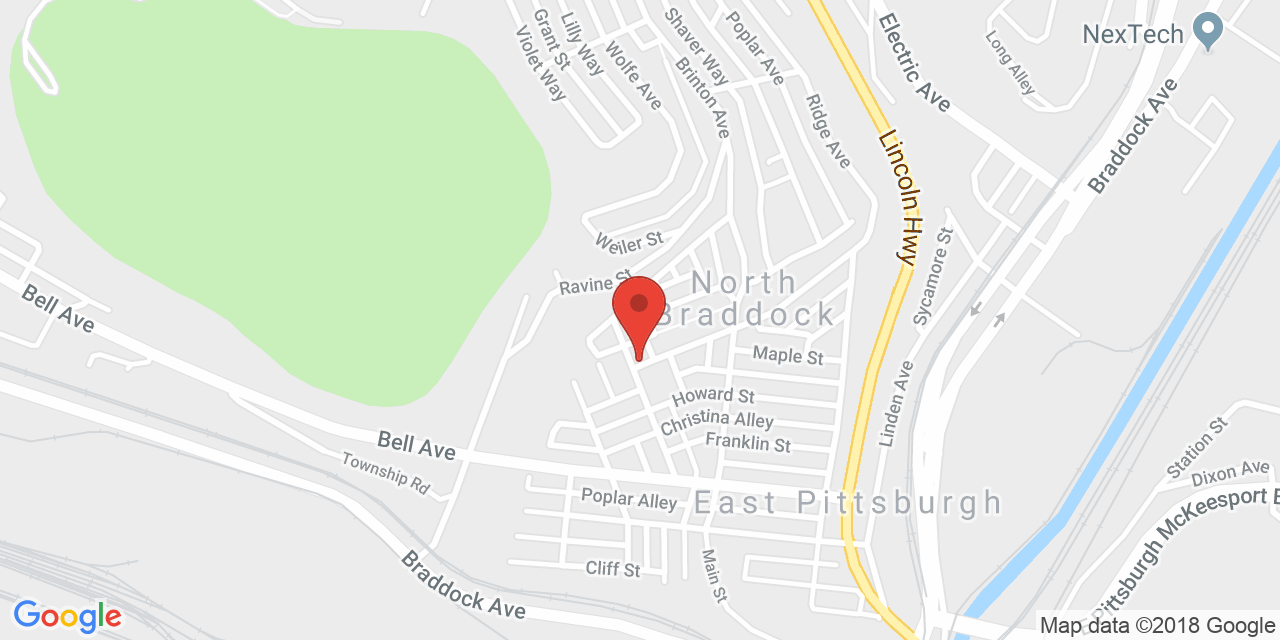 Grant St
Lilly Way
Violet Way
Wolfe Ave
Shaver Way
Brinton Ave
Poplar Ave
Ridge Ave
Electric Ave
Long Alley
NexTech
Braddock Ave
Lincoln Hwy
Sycamore St
Weiler St
Ravine St
North
Braddock
Bell Ave
Maple St
Howard St
Christina Alley
Franklin St
Linden Ave
Station St
Dixon Ave
E Pittsburgh McKeesport B
Bell Ave
Township Rd
Poplar Alley
East Pittsburgh
Cliff St
Main St
Braddock Ave
Google
Map data ©2018 Google